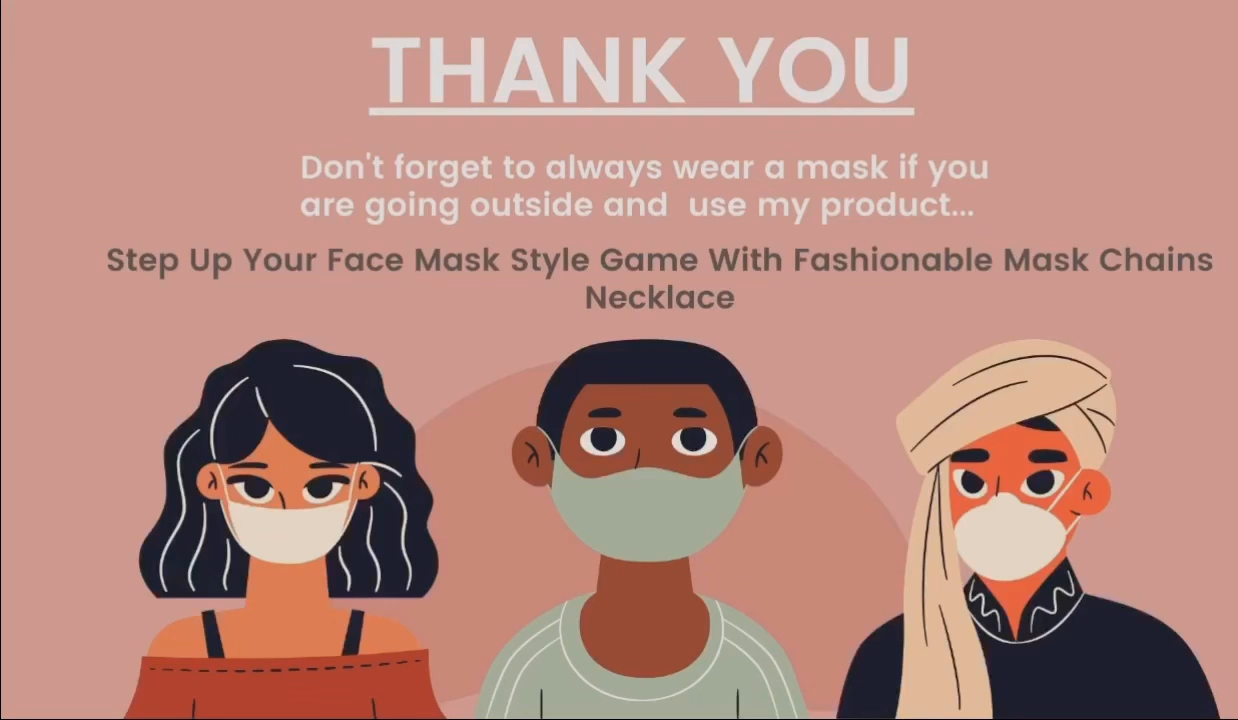 THANK YOU
Don't forget to always wear a mask if you
are going outside and  use my product...
Step Up Your Face Mask Style Game With Fashionable Mask Chains
Necklace